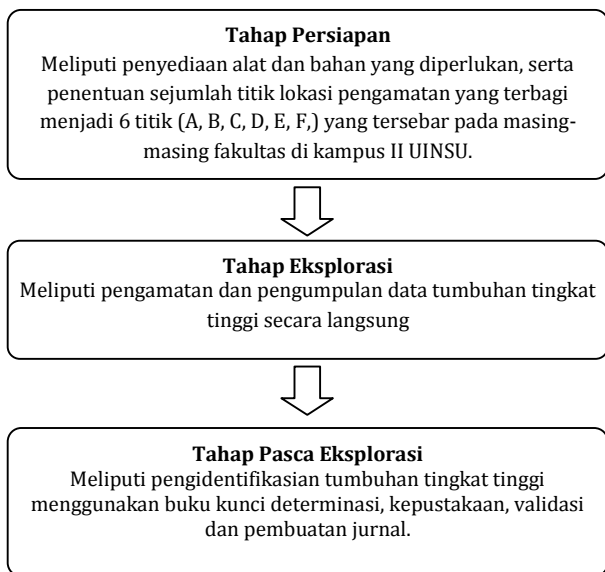 Tahap Persiapan
Meliputi penyediaan alat dan bahan yang diperlukan, serta
penentuan sejumlah titik lokasi pengamatan yang terbagi
menjadi 6 titik (A, B, C, D, E, F,) yang tersebar pada masing-
masing fakultas di kampus II UINSU.
Tahap Eksplorasi
Meliputi pengamatan dan pengumpulan data tumbuhan tingkat
tinggi secara langsung
Tahap Pasca Eksplorasi
Meliputi pengidentifikasian tumbuhan tingkat tinggi
menggunakan buku kunci determinasi, kepustakaan, validasi
dan pembuatan jurnal.